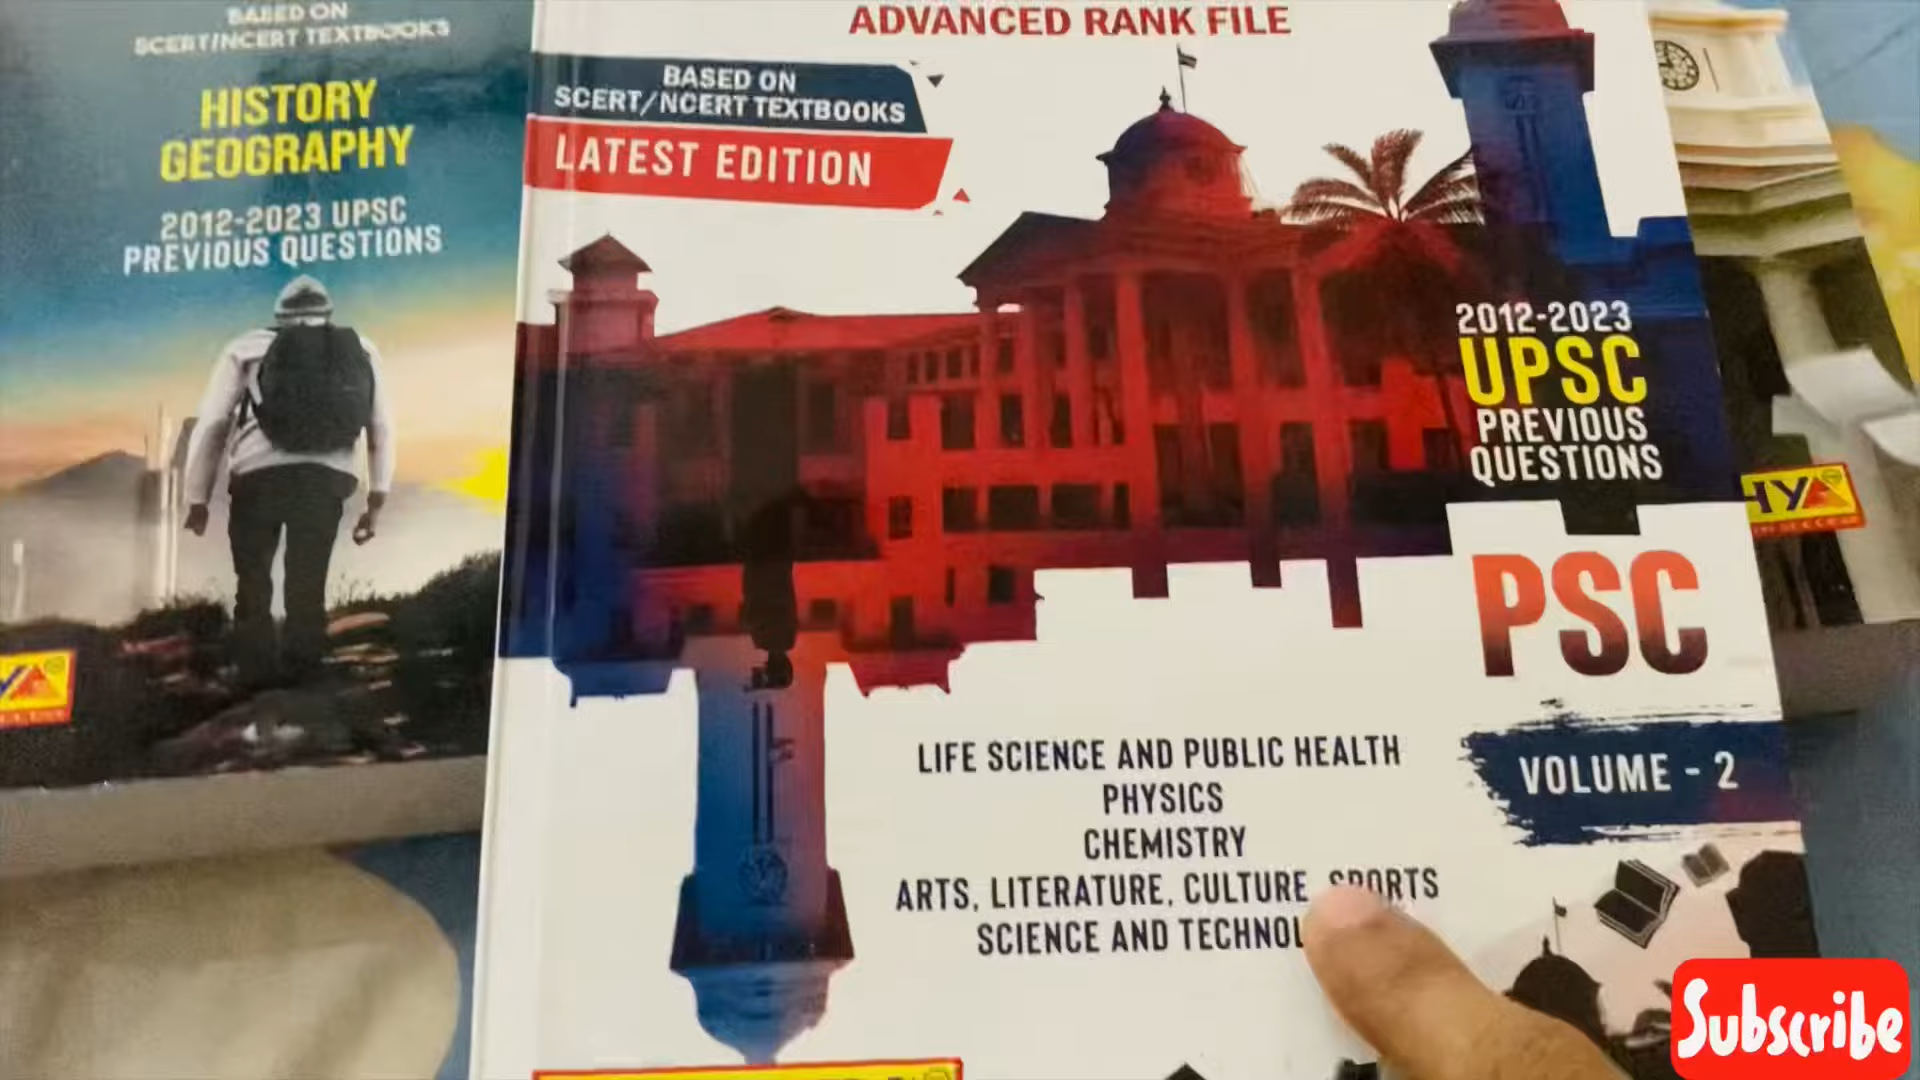 BASED ON
SCERT/NCERT TEXTBOOKS
HISTORY
GEOGRAPHY
2012-2023 UPSC
PREVIOUS QUESTIONS
ADVANCED RANK FILE
BASED ON
SCERT/NCERT TEXTBOOKS
LATEST EDITION
2012-2023
UPSC
PREVIOUS
QUESTIONS
PSC
VOLUME - 2
LIFE SCIENCE AND PUBLIC HEALTH
PHYSICS
CHEMISTRY
ARTS, LITERATURE, CULTURE SPORTS
SCIENCE AND
Subscribe